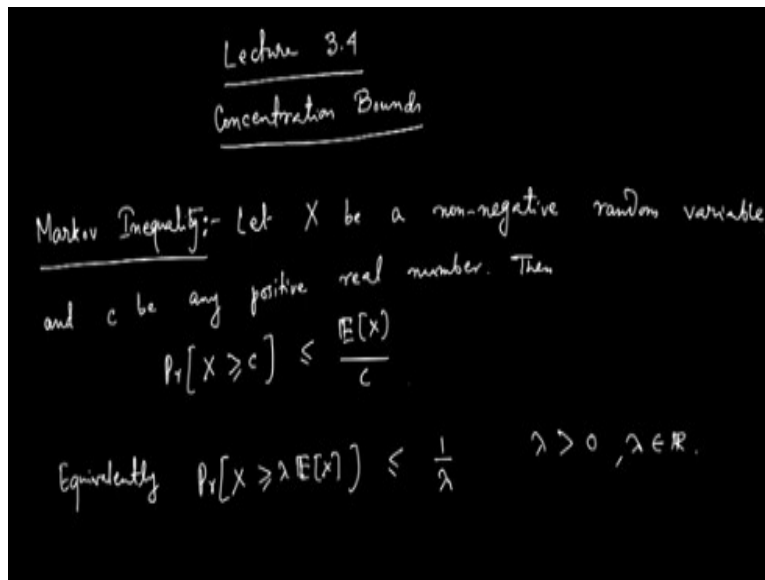 Lecture 3.4
Concentration Bounds
Markov Inequality:- Let X be a non-negative random variable
and c be any positive real number. Then
Pr[X ⩾ c] ⩽ 𝔼[X] / c
Equivalently Pr[X ⩾ λ 𝔼[X]] ⩽ 1/λ λ > 0, λ ∈ ℝ.